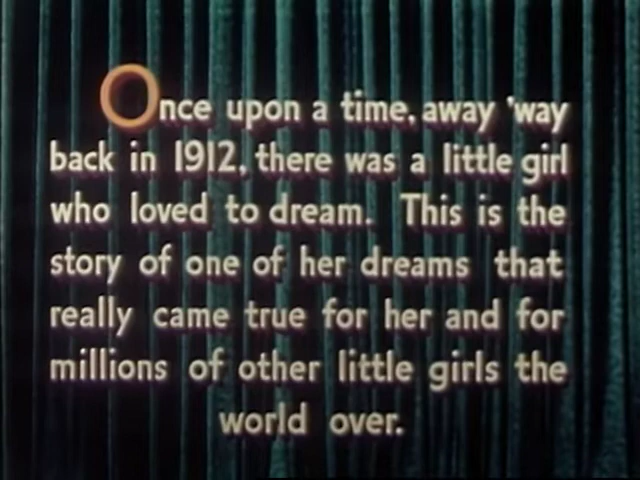 Once upon a time, away 'way
back in 1912, there was a little girl
who loved to dream. This is the
story of one of her dreams that
really came true for her and for
millions of other little girls the
world over.